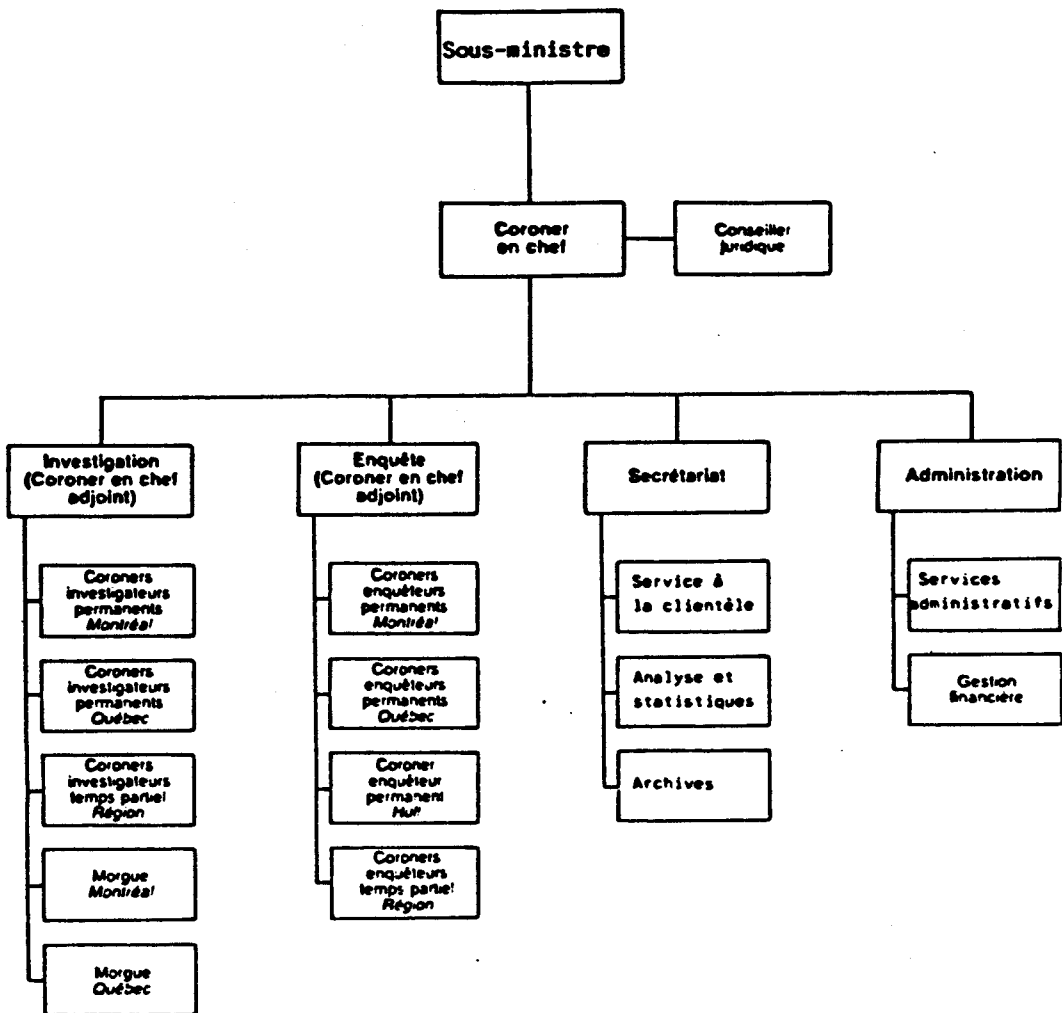 Sous-ministre
Coroner
en chef
Conseiller
juridique
Investigation
(Coroner en chef
adjoint)
Enquête
(Coroner en chef
adjoint)
Secrétariat
Administration
Coroners
investigateurs
permanents
Montréal
Coroners
investigateurs
permanents
Québec
Coroners
investigateurs
temps partiel
Région
Morgue
Montréal
Morgue
Québec
Coroners
enquêteurs
permanents
Montréal
Coroners
enquêteurs
permanents
Québec
Coroner
enquêteur
permanent
Hull
Coroners
enquêteurs
temps partiel
Région
Service à
la clientèle
Analyse et
statistiques
Archives
Services
administratifs
Gestion
financière